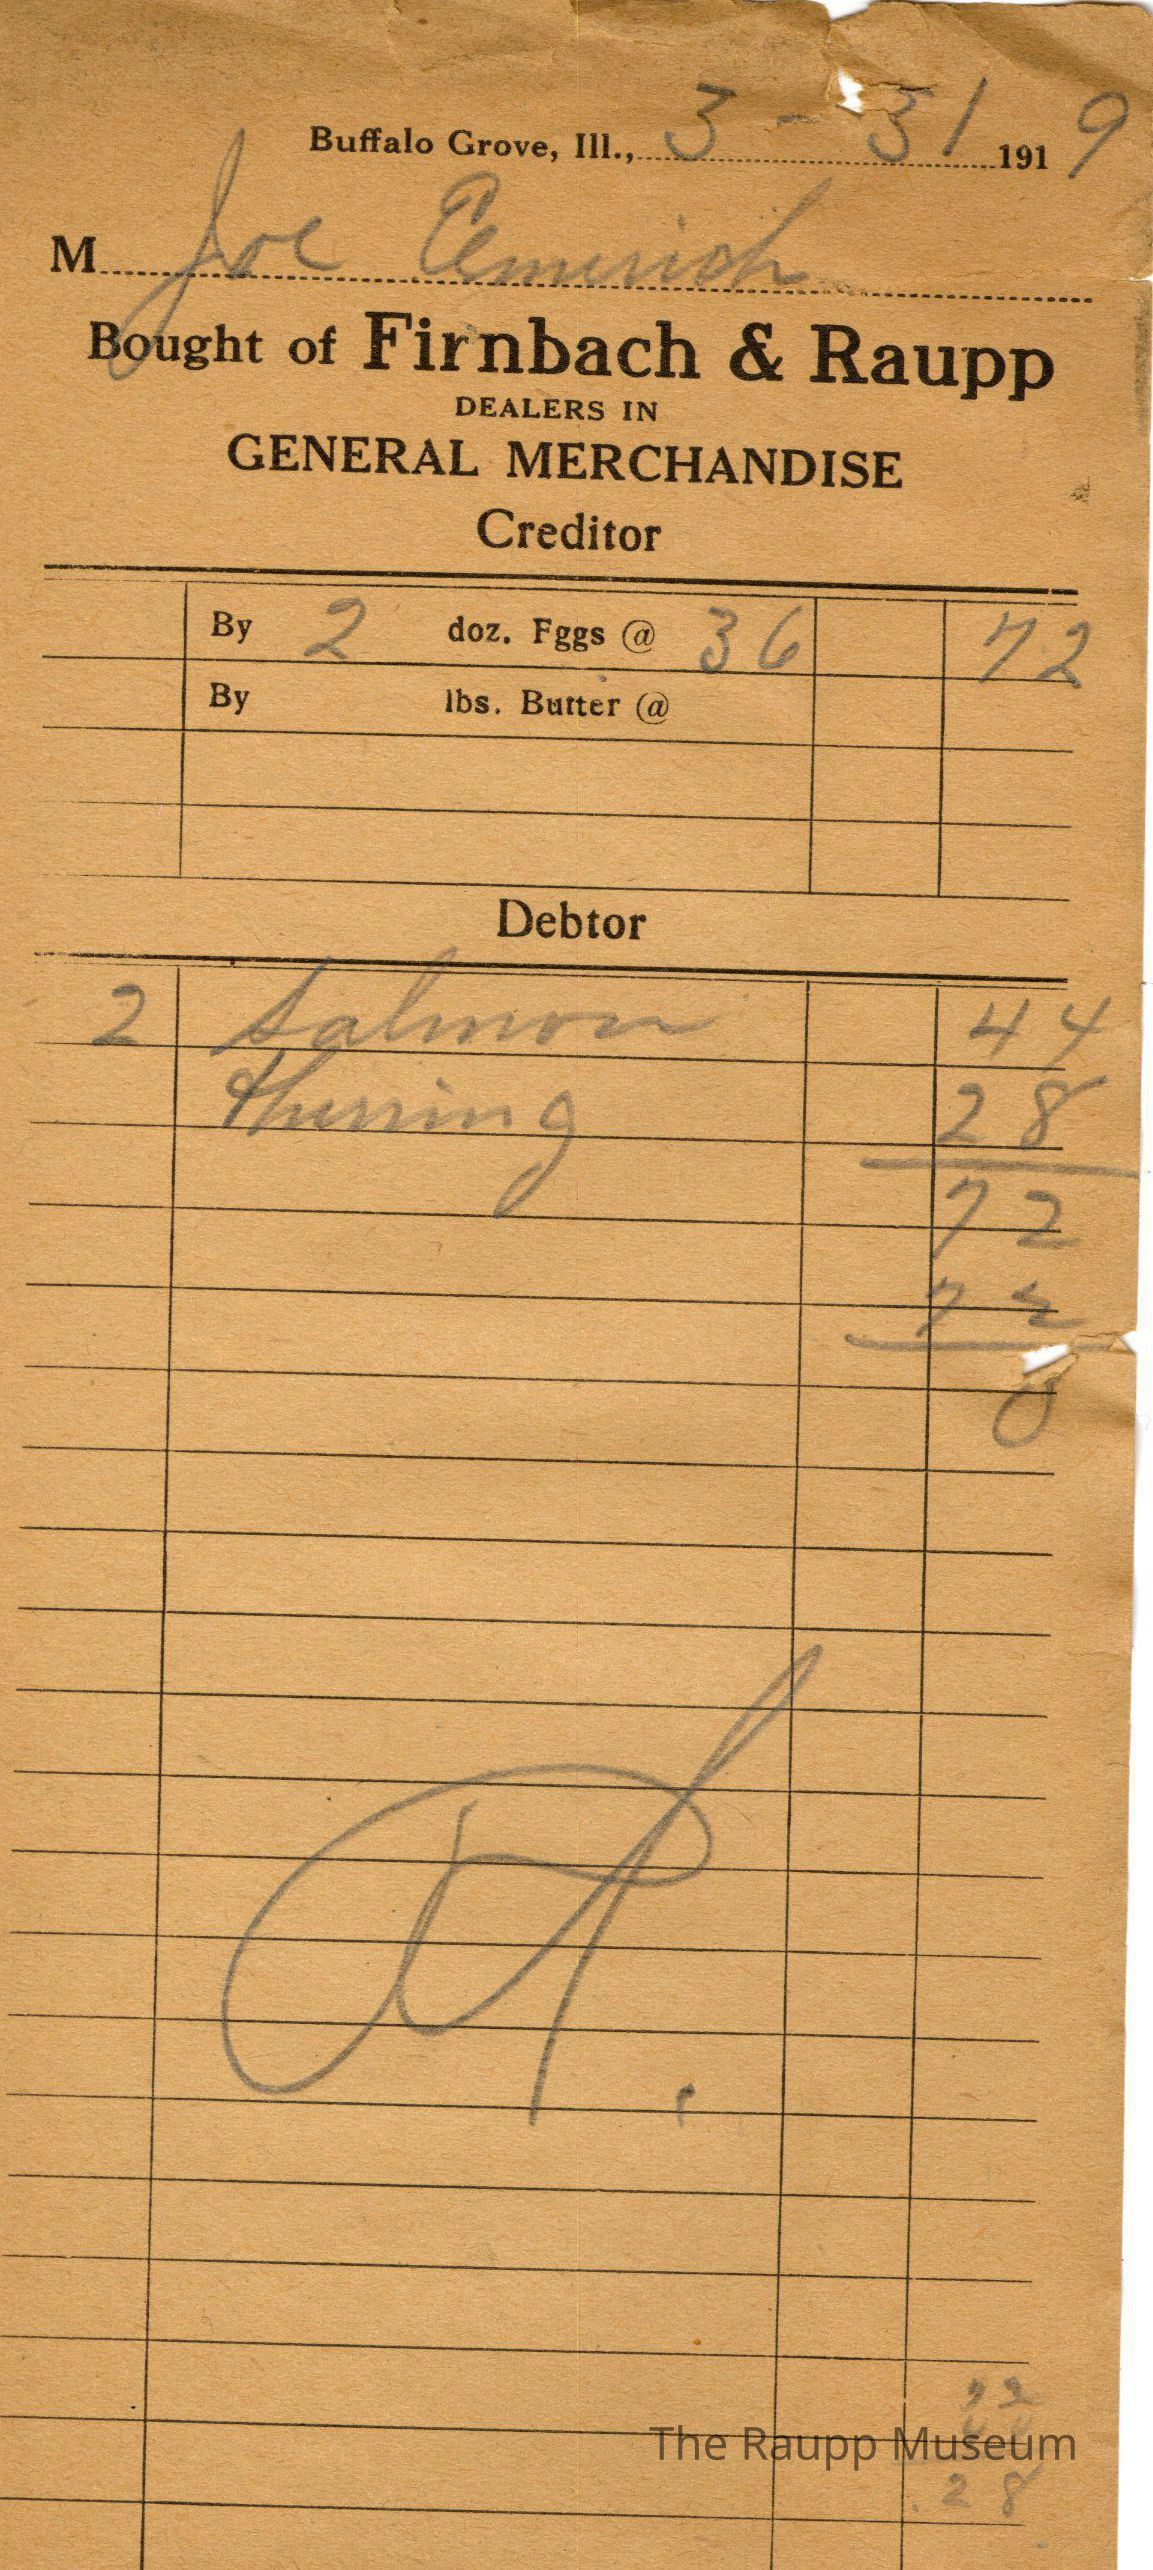 Buffalo Grove, Ill., 3 - 31 1919
M Joe Emerich
Bought of Firnbach & Raupp
DEALERS IN
GENERAL MERCHANDISE
Creditor
By 2 doz. Fggs @ 36 72
By lbs. Butter @
Debtor
2 Salmon 44
Herring 28
72
72
0
The Raupp Museum
28